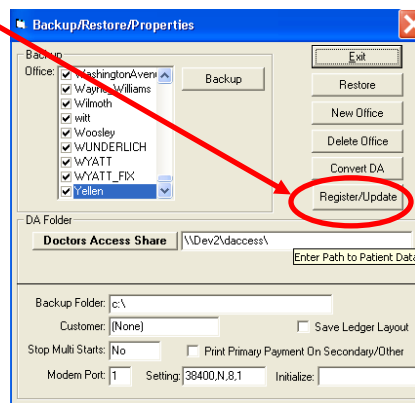 Backup/Restore/Properties
Backup
Office:
WashingtonAvenu
Wayne_Williams
Wilmoth
witt
Woosley
WUNDERLICH
WYATT
WYATT_FIX
Yellen
Backup
Exit
Restore
New Office
Delete Office
Convert DA
Register/Update
DA Folder
Doctors Access Share \\Dev2\daccess\
Enter Path to Patient Data
Backup Folder: c:\
Customer: (None) Save Ledger Layout
Stop Multi Starts: No Print Primary Payment On Secondary/Other
Modem Port: 1 Setting: 38400,N,8,1 Initialize: